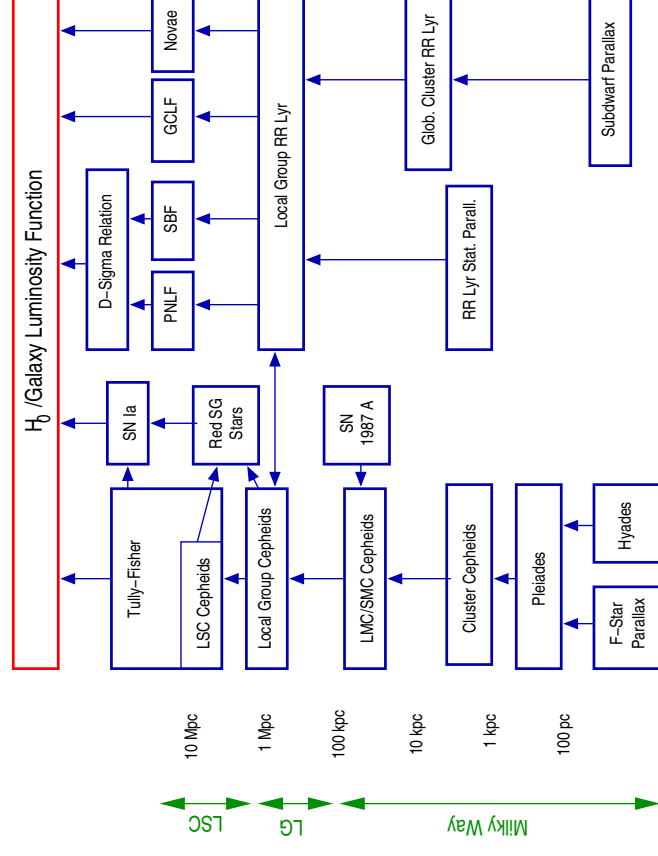 H0 /Galaxy Luminosity Function
Tully–Fisher
SN Ia
D–Sigma Relation
LSC Cepheids
Red SG
Stars
PNLF
SBF
GCLF
Novae
Local Group Cepheids
Local Group RR Lyr
LMC/SMC Cepheids
SN
1987 A
Cluster Cepheids
RR Lyr Stat. Parall.
Glob. Cluster RR Lyr
Pleiades
F–Star
Parallax
Hyades
Subdwarf Parallax
10 Mpc
1 Mpc
100 kpc
10 kpc
1 kpc
100 pc
LSC
LG
Milky Way